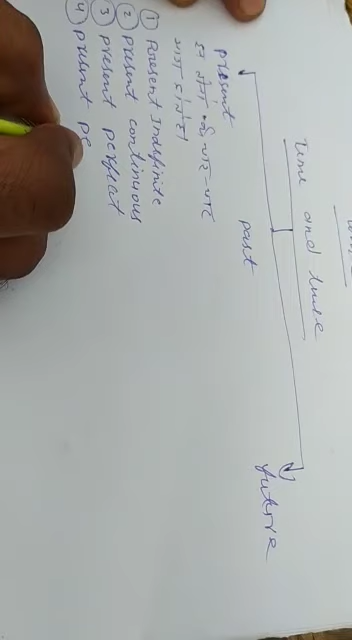 Time and tense
present
past
future
① Present Indefinite
② present continuous
③ present perfect
④ present pe